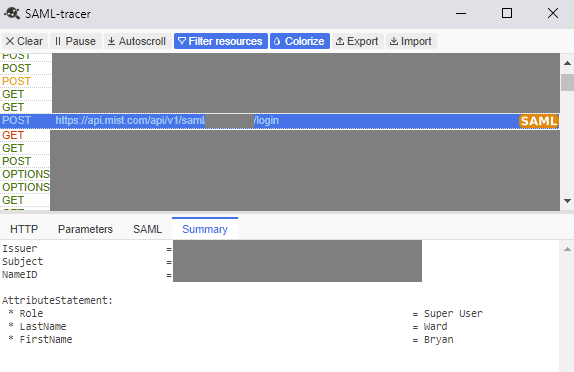 SAML-tracer
Clear Pause Autoscroll Filter resources Colorize Export Import
POST
POST
POST
GET
GET
POST https://api.mist.com/api/v1/saml/ /login SAML
GET
GET
POST
OPTIONS
OPTIONS
GET
HTTP Parameters SAML Summary
Issuer =
Subject =
NameID =
AttributeStatement:
* Role = Super User
* LastName = Ward
* FirstName = Bryan